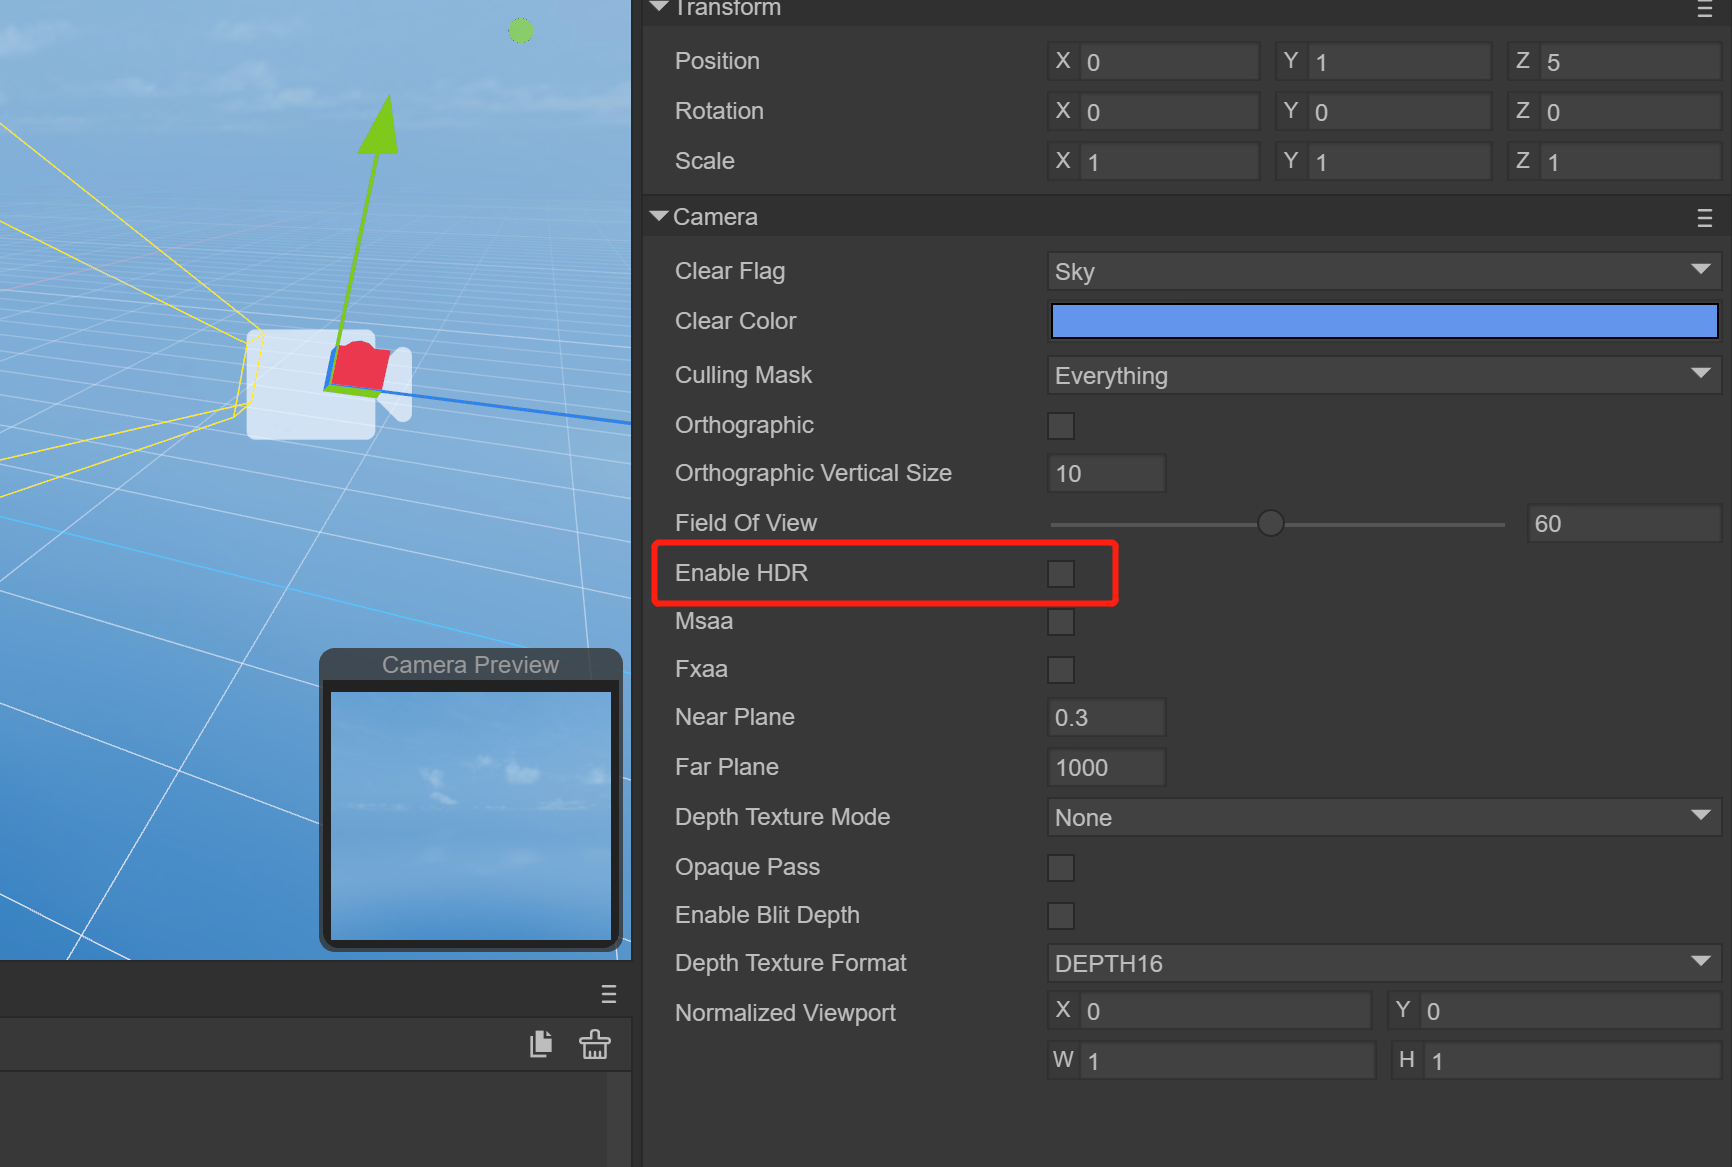 Transform
Position X 0 Y 1 Z 5
Rotation X 0 Y 0 Z 0
Scale X 1 Y 1 Z 1
Camera
Clear Flag Sky
Clear Color
Culling Mask Everything
Orthographic
Orthographic Vertical Size 10
Field Of View 60
Enable HDR
Msaa
Fxaa
Near Plane 0.3
Far Plane 1000
Depth Texture Mode None
Opaque Pass
Enable Blit Depth
Depth Texture Format DEPTH16
Normalized Viewport X 0 Y 0
W 1 H 1
Camera Preview